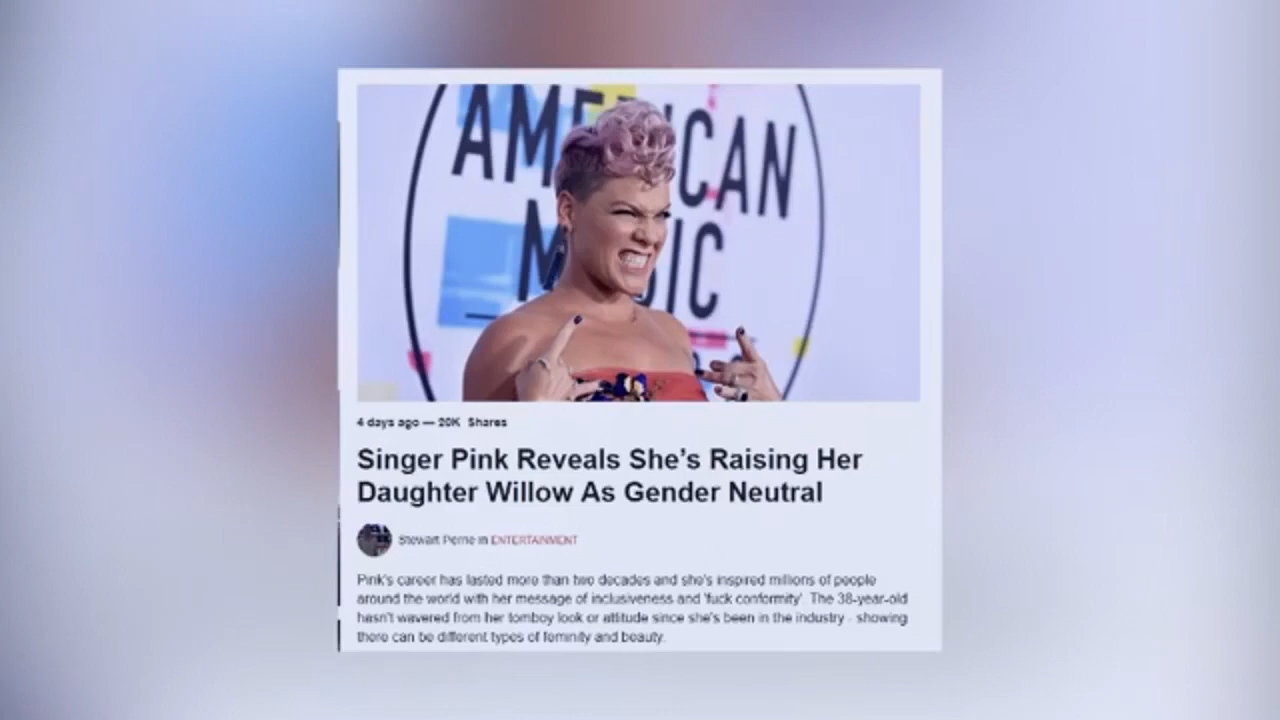 AMERICAN
MUSIC
4 days ago — 20K Shares
Singer Pink Reveals She's Raising Her
Daughter Willow As Gender Neutral
Stewart Perrie in ENTERTAINMENT
Pink's career has lasted more than two decades and she's inspired millions of people
around the world with her message of inclusiveness and 'fuck conformity'. The 38-year-old
hasn't wavered from her tomboy look or attitude since she's been in the industry - showing
there can be different types of feminity and beauty.